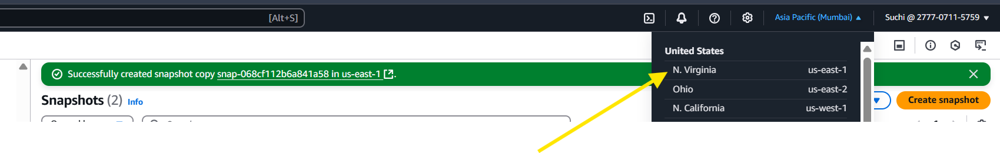 [Alt+S]
Asia Pacific (Mumbai)
Suchi @ 2777-0711-5759
United States
N. Virginia us-east-1
Ohio us-east-2
N. California us-west-1
Successfully created snapshot copy snap-068cf112b6a841a58 in us-east-1.
Snapshots (2) Info
Create snapshot